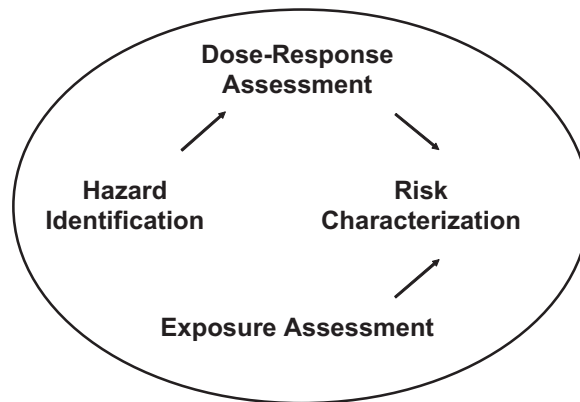 Dose-Response
Assessment
Hazard
Identification
Risk
Characterization
Exposure Assessment